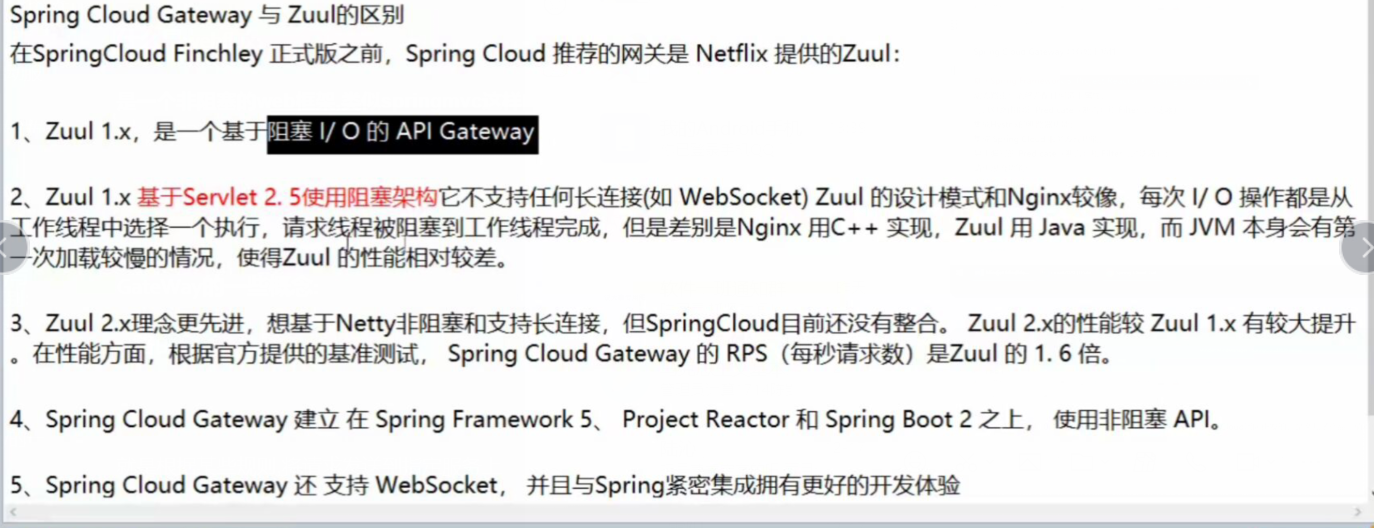 Spring Cloud Gateway 与 Zuul的区别
在SpringCloud Finchley 正式版之前，Spring Cloud 推荐的网关是 Netflix 提供的Zuul：
1、Zuul 1.x，是一个基于阻塞 I/ O 的 API Gateway
2、Zuul 1.x 基于Servlet 2. 5使用阻塞架构它不支持任何长连接(如 WebSocket) Zuul 的设计模式和Nginx较像，每次 I/ O 操作都是从
工作线程中选择一个执行，请求线程被阻塞到工作线程完成，但是差别是Nginx 用C++ 实现，Zuul 用 Java 实现，而 JVM 本身会有第
一次加载较慢的情况，使得Zuul 的性能相对较差。
3、Zuul 2.x理念更先进，想基于Netty非阻塞和支持长连接，但SpringCloud目前还没有整合。 Zuul 2.x的性能较 Zuul 1.x 有较大提升
。在性能方面，根据官方提供的基准测试， Spring Cloud Gateway 的 RPS（每秒请求数）是Zuul 的 1. 6 倍。
4、Spring Cloud Gateway 建立 在 Spring Framework 5、 Project Reactor 和 Spring Boot 2 之上， 使用非阻塞 API。
5、Spring Cloud Gateway 还 支持 WebSocket， 并且与Spring紧密集成拥有更好的开发体验